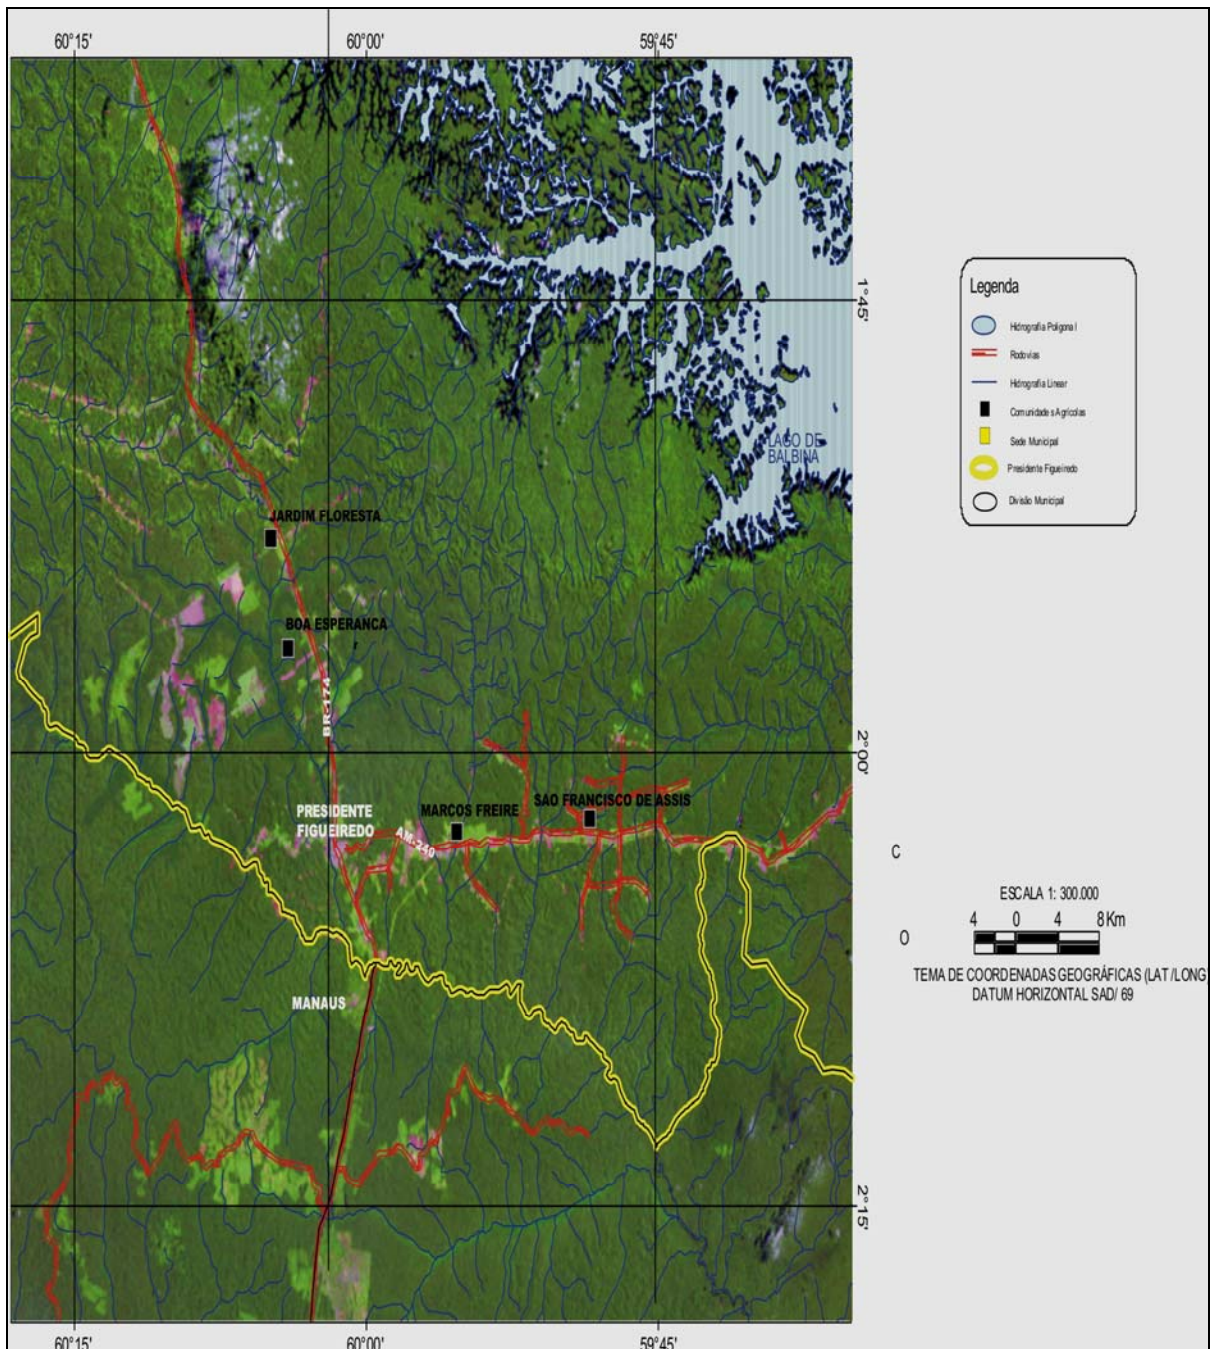 60°15'
60°00'
59°45'
1°45'
LAGO DE
BALBINA
JARDIM FLORESTA
BOA ESPERANCA
r
BR-174
2°00'
PRESIDENTE
FIGUEIREDO
AM-240
MARCOS FREIRE
SAO FRANCISCO DE ASSIS
MANAUS
2°15'
60°15'
60°00'
59°45'
Legenda
Hidrografia Poligonal
Rodovias
Hidrografia Linear
Comunidades Agrícolas
Sede Municipal
Presidente Figueiredo
Divisão Municipal
C
O
ESCALA 1: 300.000
4 0 4 8 Km
TEMA DE COORDENADAS GEOGRÁFICAS (LAT /LONG)
DATUM HORIZONTAL SAD/ 69